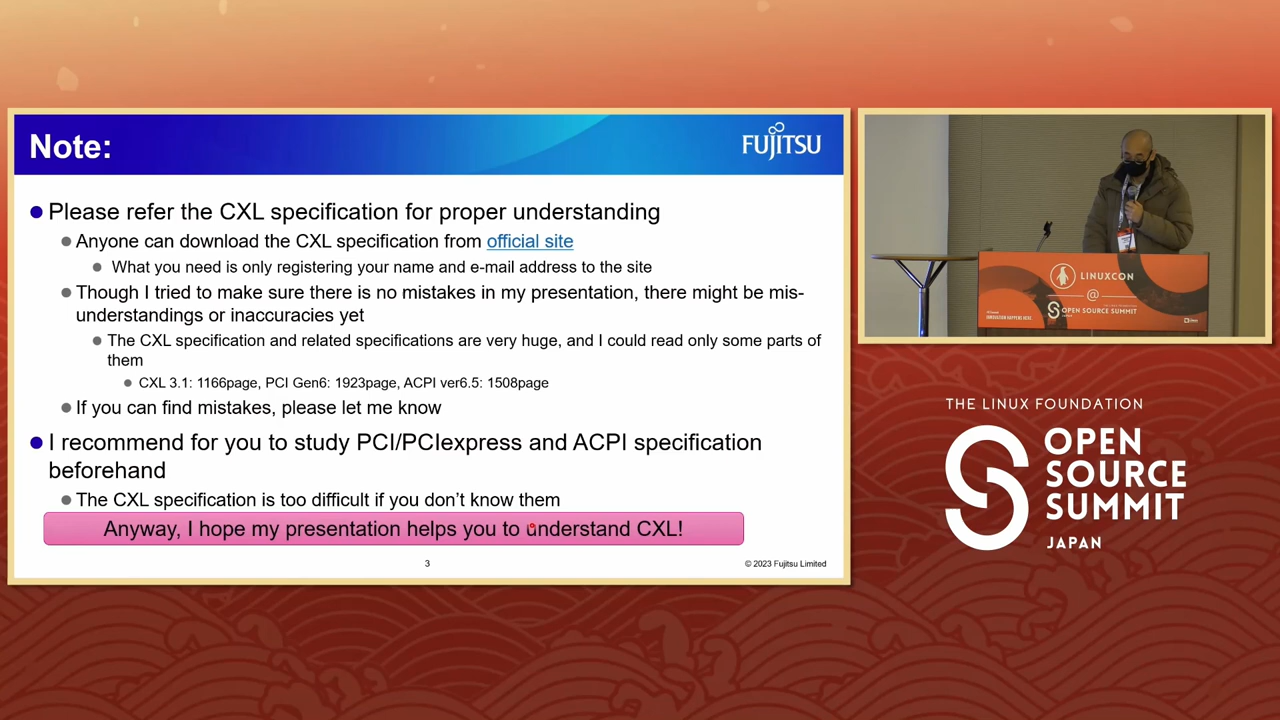 Note:
FUJITSU
Please refer the CXL specification for proper understanding
Anyone can download the CXL specification from official site
What you need is only registering your name and e-mail address to the site
Though I tried to make sure there is no mistakes in my presentation, there might be mis-
understandings or inaccuracies yet
The CXL specification and related specifications are very huge, and I could read only some parts of
them
CXL 3.1: 1166page, PCI Gen6: 1923page, ACPI ver6.5: 1508page
If you can find mistakes, please let me know
I recommend for you to study PCI/PCIexpress and ACPI specification
beforehand
The CXL specification is too difficult if you don't know them
Anyway, I hope my presentation helps you to understand CXL!
3
© 2023 Fujitsu Limited
LINUXCON
@
OPEN SOURCE SUMMIT
THE LINUX FOUNDATION
OPEN
SOURCE
SUMMIT
JAPAN